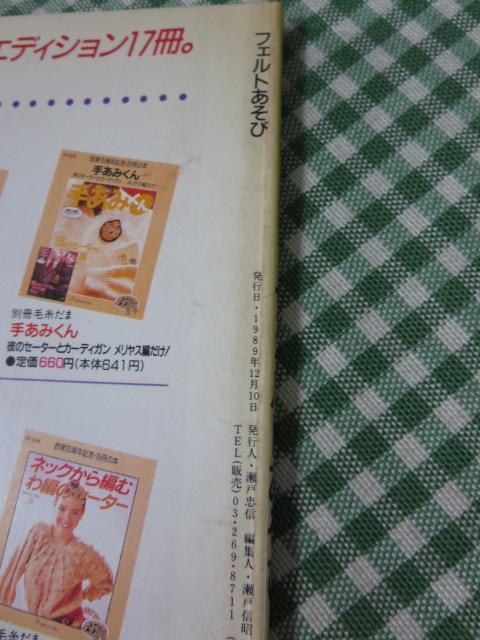 エディション17冊。
フェルトあそび
手あみくん
手あみくん
別冊毛糸だま
手あみくん
彼のセーターとカーディガン メリヤス編だけ!
●定価660円(本体641円)
ネックから編む
わ編のセーター
発行日・1989年12月10日 発行人・瀬戸忠信 編集人・瀬戸信昭
TEL(販売)03・269・8711